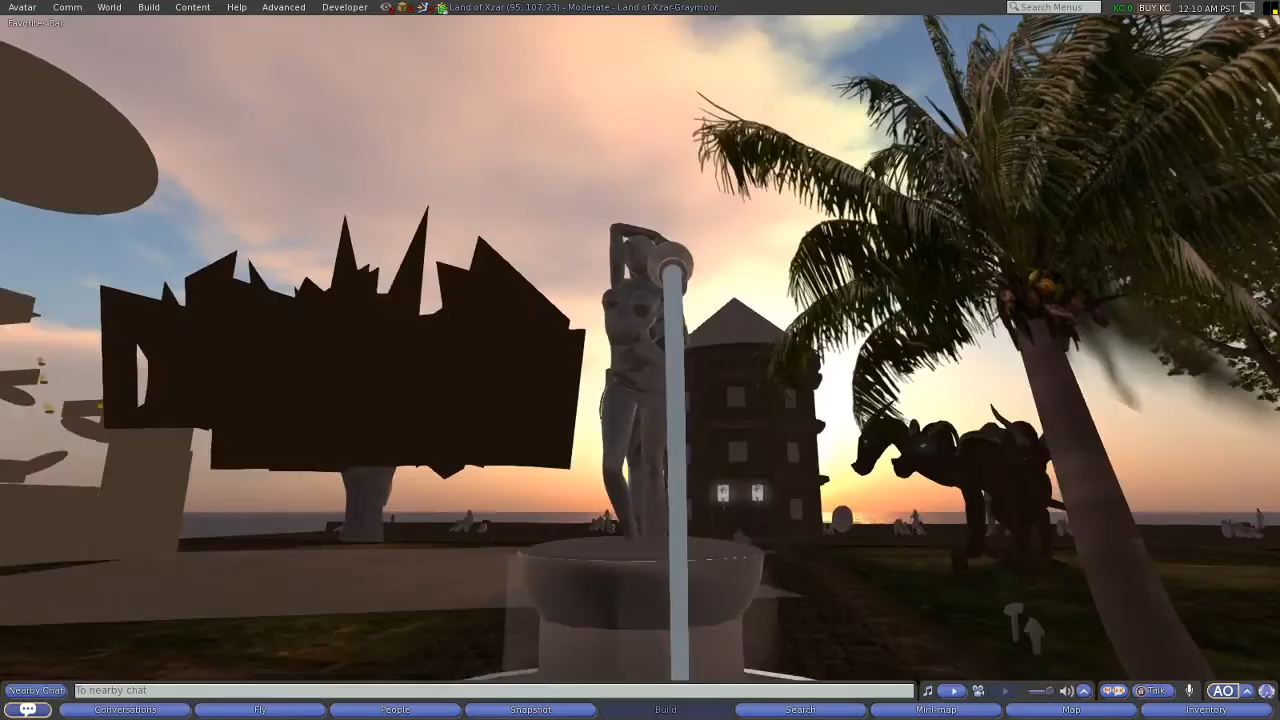 Avatar Comm World Build Content Help Advanced Developer Land of Xzar (95, 107, 23) - Moderate - Land of Xzar-Graymoor Search Menus KC 0 BUY KC 12:10 AM PST
Favorites Bar
Nearby Chat To nearby chat Talk AO
Conversations Fly People Snapshot Build Search Mini-map Map Inventory